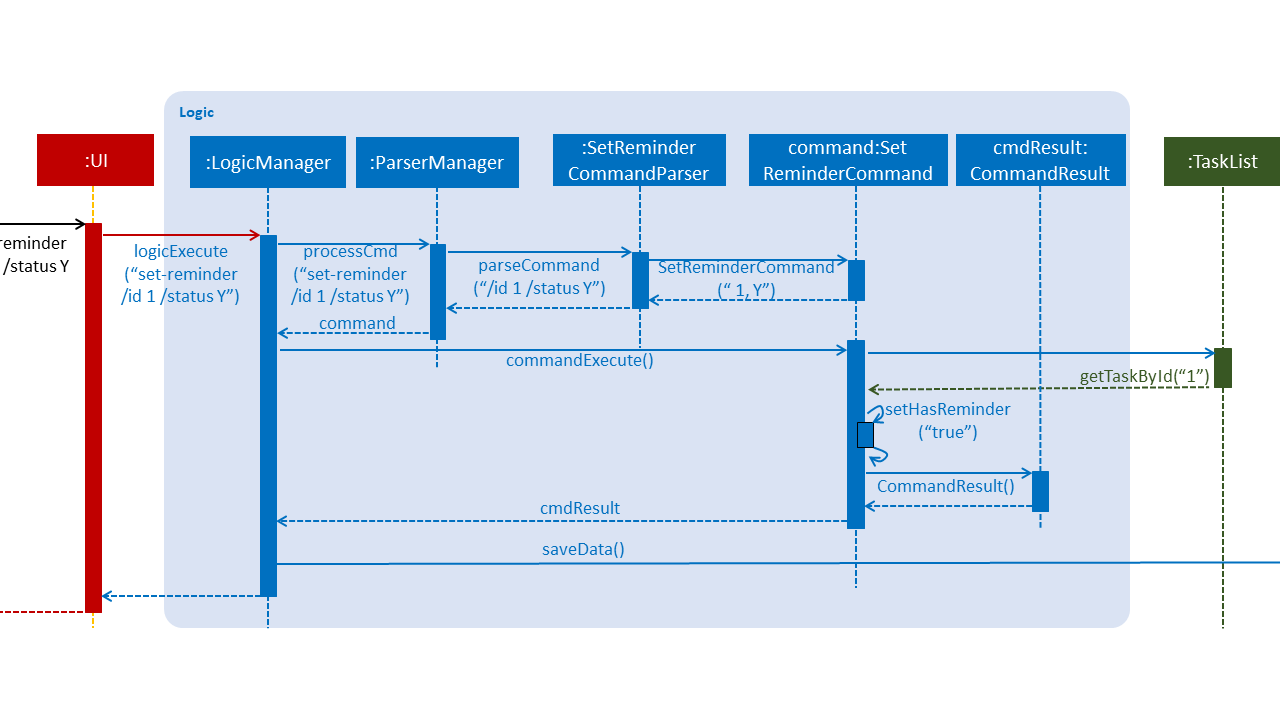 Logic
:UI
:LogicManager
:ParserManager
:SetReminder
CommandParser
command:Set
ReminderCommand
cmdResult:
CommandResult
:TaskList
reminder
/status Y
logicExecute
(“set-reminder
/id 1 /status Y”)
processCmd
(“set-reminder
/id 1 /status Y”)
parseCommand
(“/id 1 /status Y”)
SetReminderCommand
(“ 1, Y”)
command
commandExecute()
getTaskById(“1”)
setHasReminder
(“true”)
CommandResult()
cmdResult
saveData()